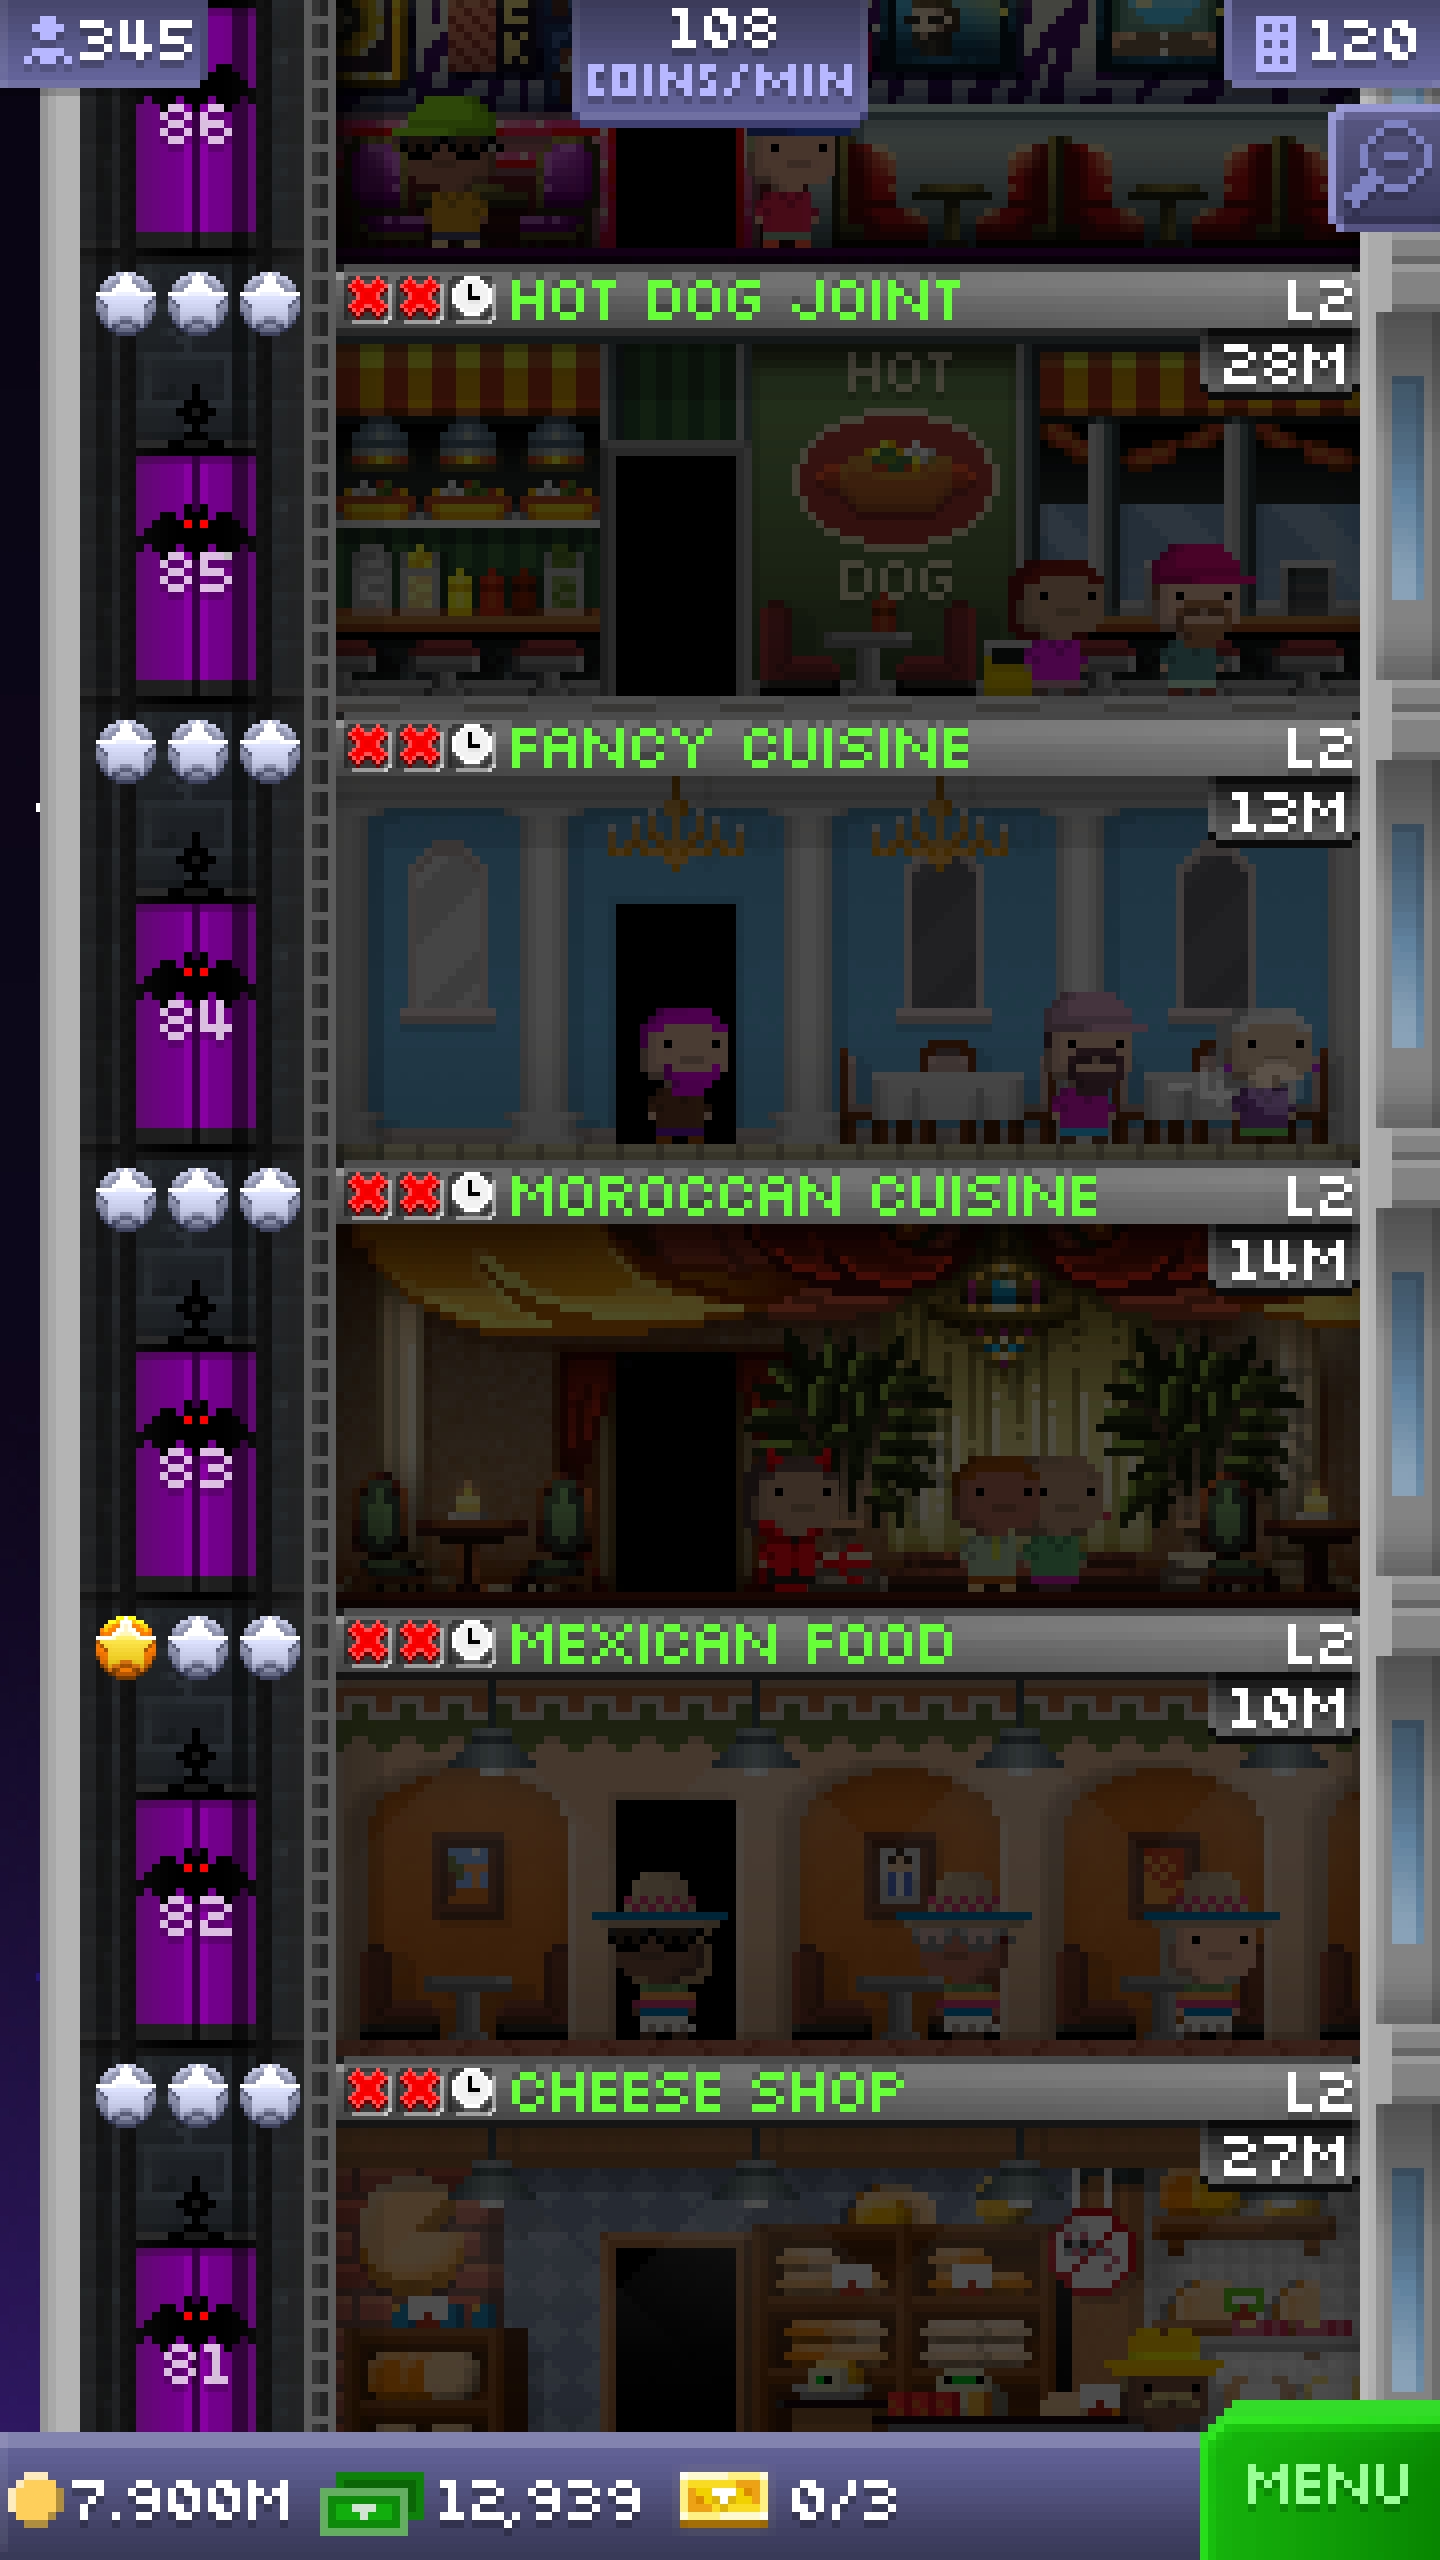 345
108
COINS/MIN
120
86
HOT DOG JOINT L2
28M
HOT
DOG
85
FANCY CUISINE L2
13M
84
MOROCCAN CUISINE L2
14M
83
MEXICAN FOOD L2
10M
82
CHEESE SHOP L2
27M
81
7.900M 12,939 0/3
MENU